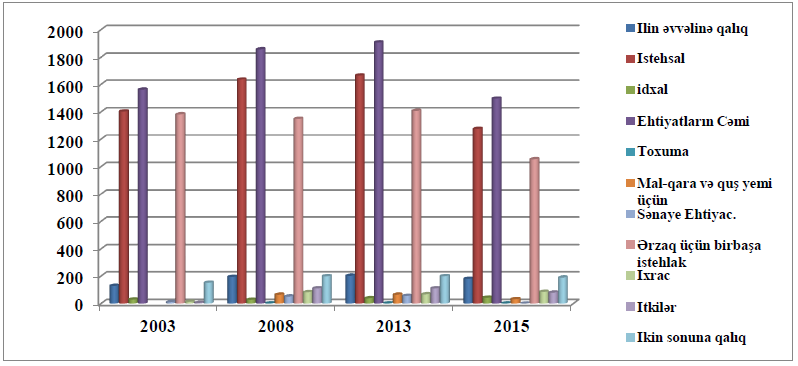 2000
1800
1600
1400
1200
1000
800
600
400
200
0
2003
2008
2013
2015
Ilin əvvəlinə qalıq
Istehsal
idxal
Ehtiyatların Cəmi
Toxuma
Mal-qara və quş yemi
üçün
Sənaye Ehtiyac.
Ərzaq üçün birbaşa
istehlak
Ixrac
Itkilər
Ikin sonuna qalıq